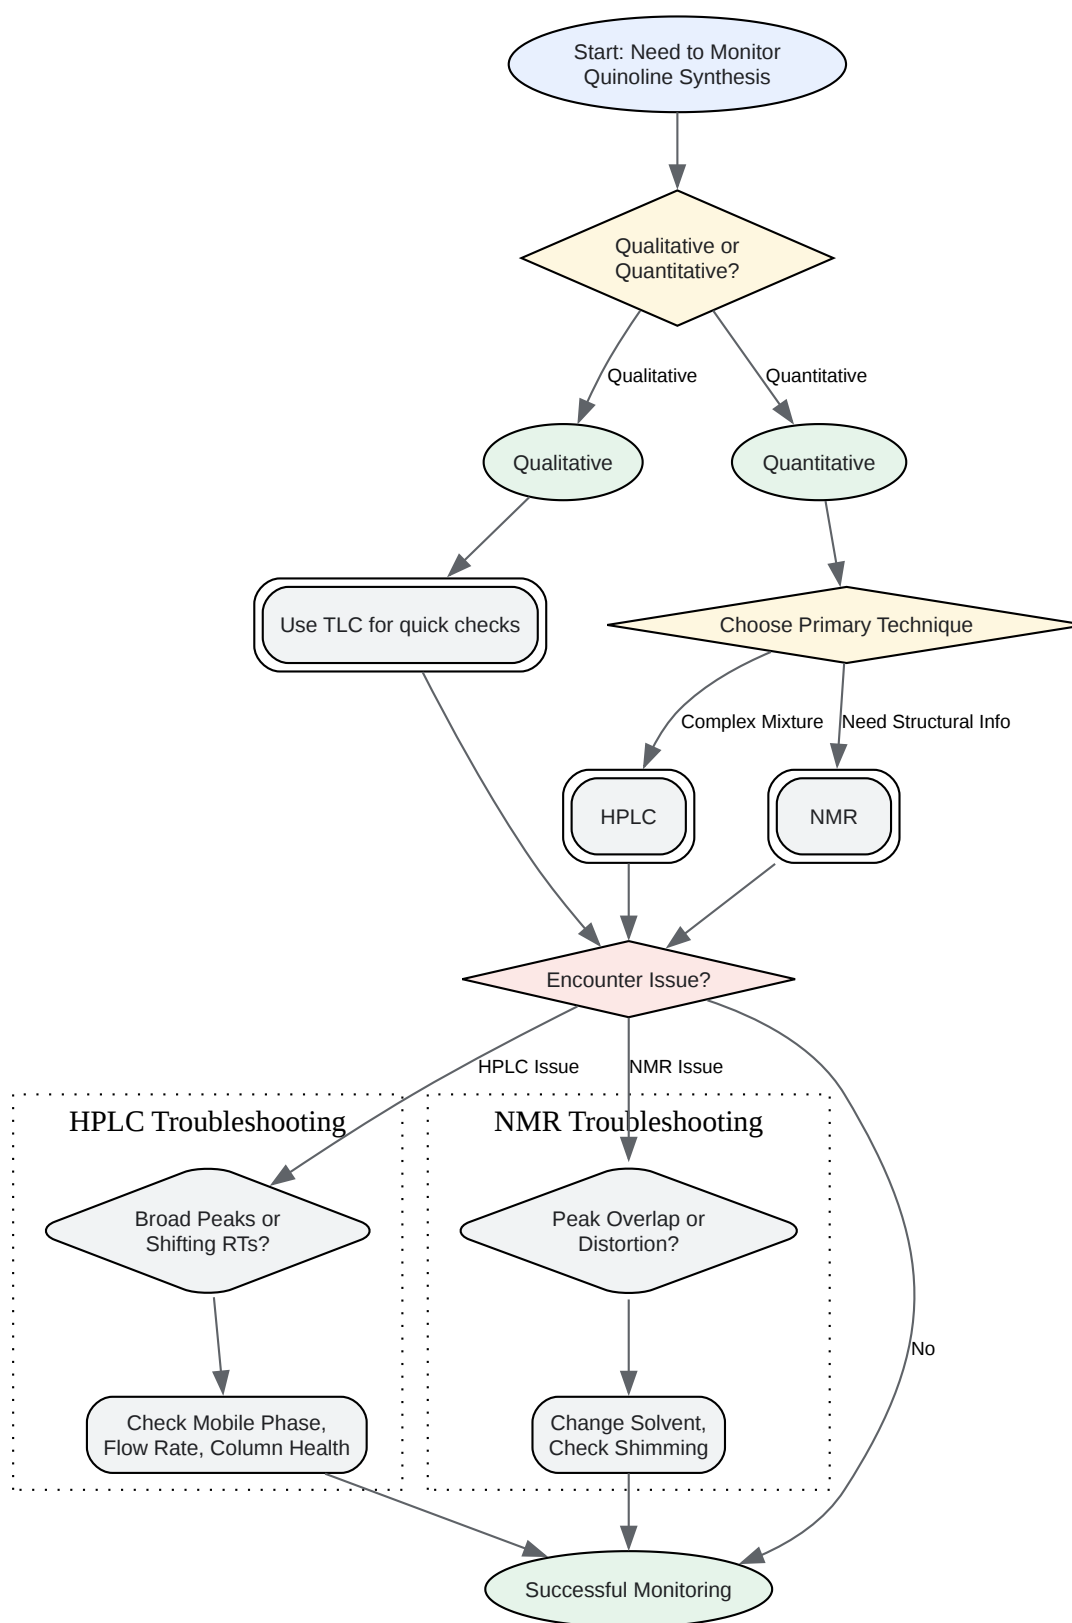 Start: Need to Monitor
Quinoline Synthesis
Qualitative or
Quantitative?
Qualitative
Quantitative
Qualitative
Quantitative
Use TLC for quick checks
Choose Primary Technique
Complex Mixture
Need Structural Info
HPLC
NMR
Encounter Issue?
HPLC Issue
NMR Issue
HPLC Troubleshooting
NMR Troubleshooting
Broad Peaks or
Shifting RTs?
Peak Overlap or
Distortion?
No
Check Mobile Phase,
Flow Rate, Column Health
Change Solvent,
Check Shimming
Successful Monitoring